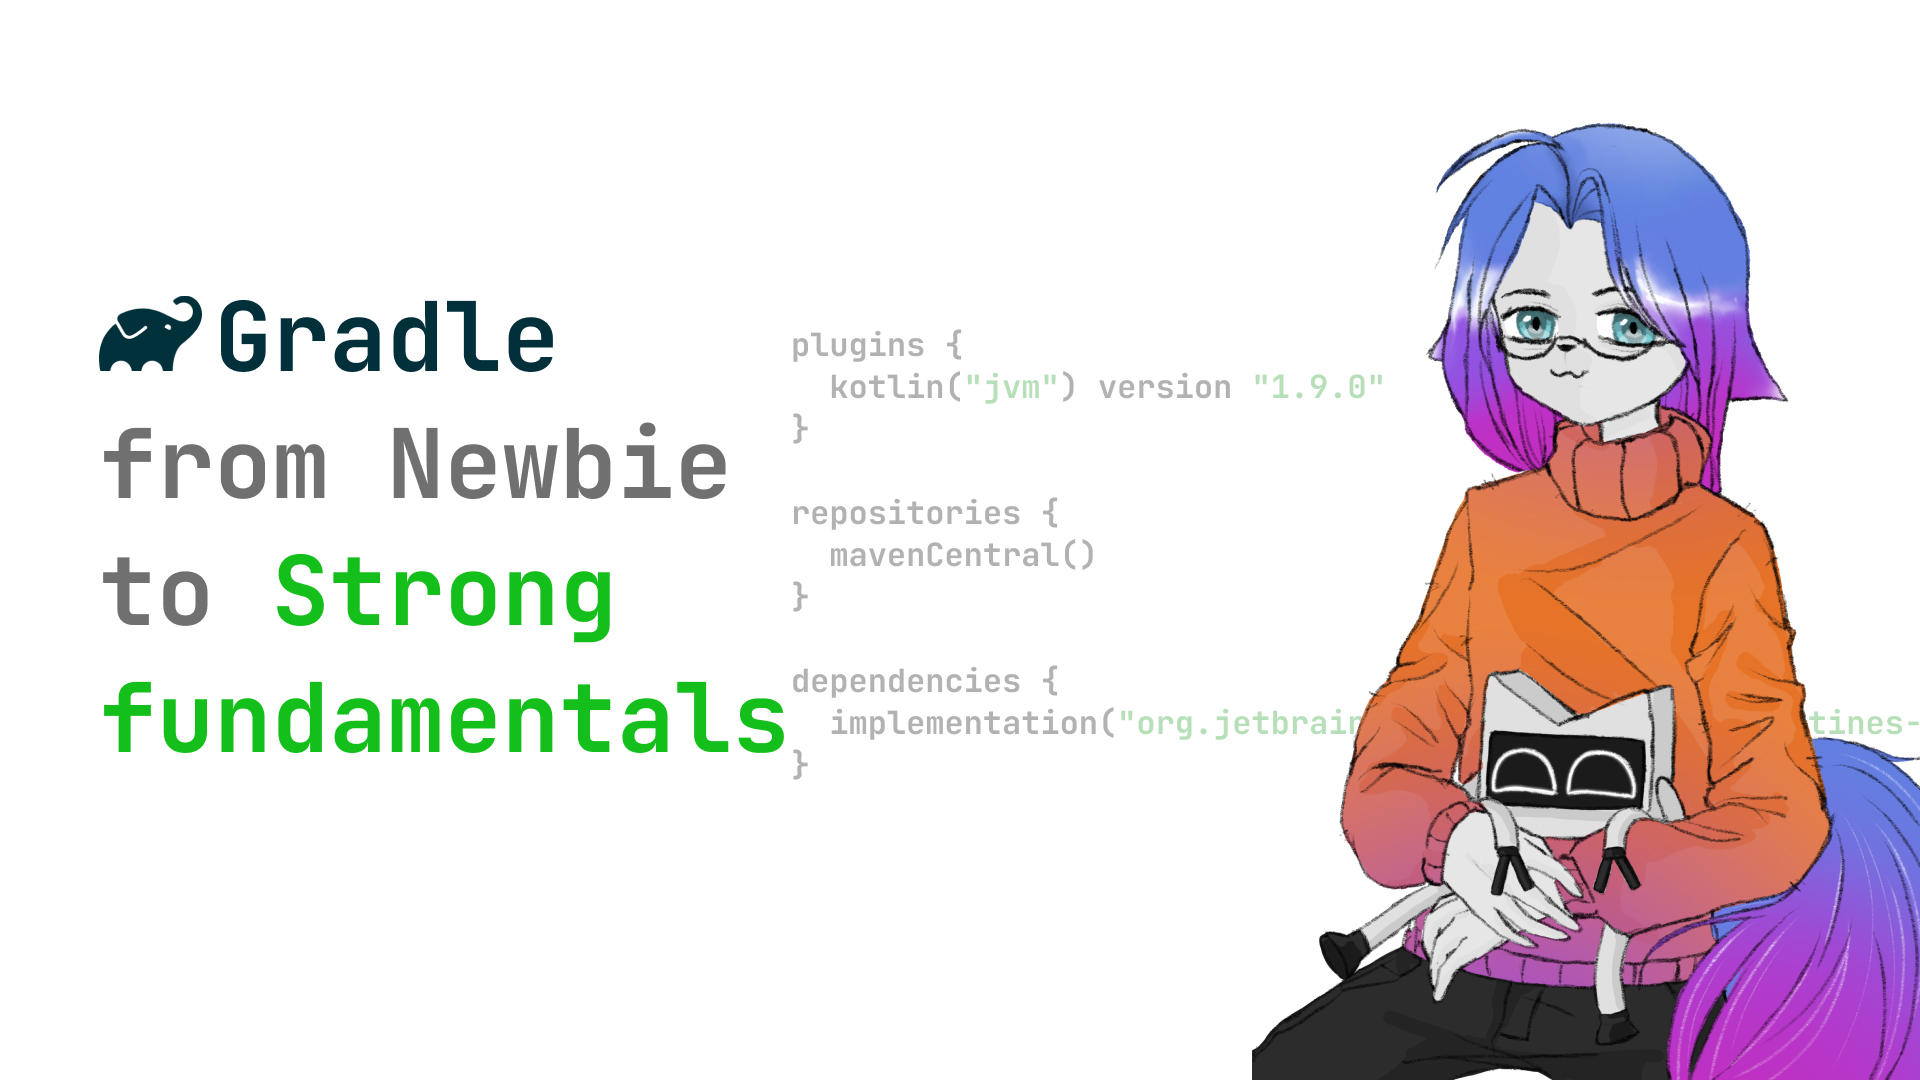 Gradle
from Newbie
to Strong
fundamentals
plugins {
  kotlin("jvm") version "1.9.0"
}
repositories {
  mavenCentral()
}
dependencies {
  implementation("org.jetbrain tines-
}